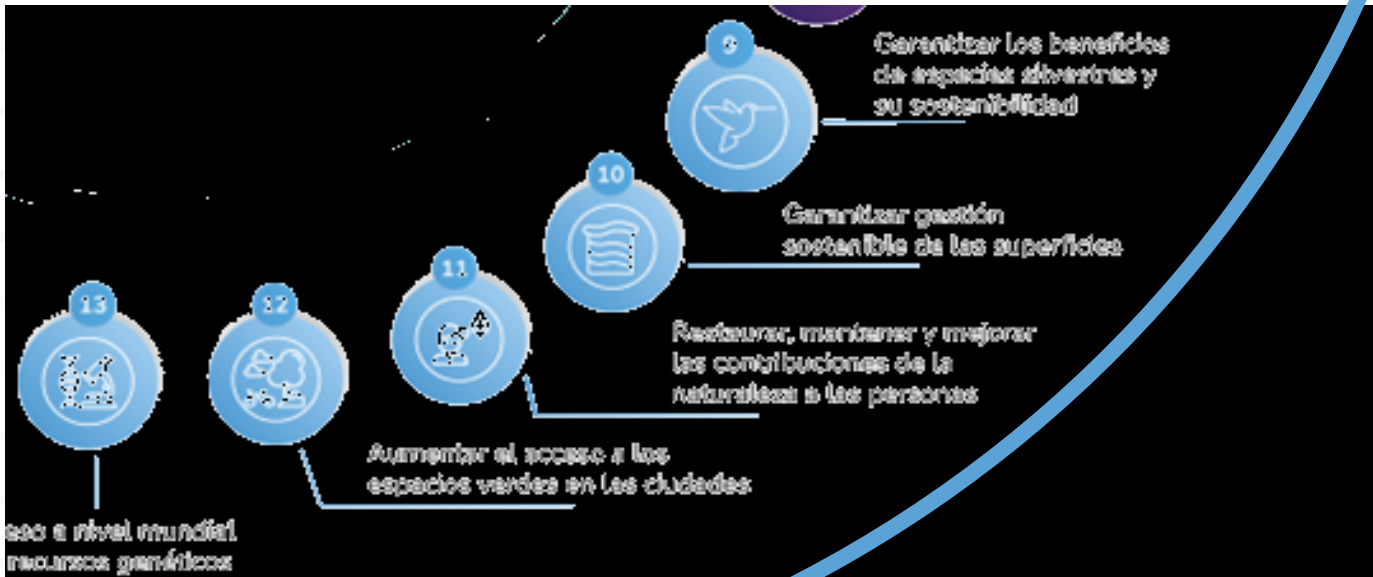 9
Garantizar los beneficios
de especies silvestres y
su sostenibilidad
10
Garantizar gestión
sostenible de las superficies
11
Restaurar, mantener y mejorar
las contribuciones de la
naturaleza a las personas
12
Aumentar el acceso a los
espacios verdes en las ciudades
13
eso a nivel mundial
recursos genéticos